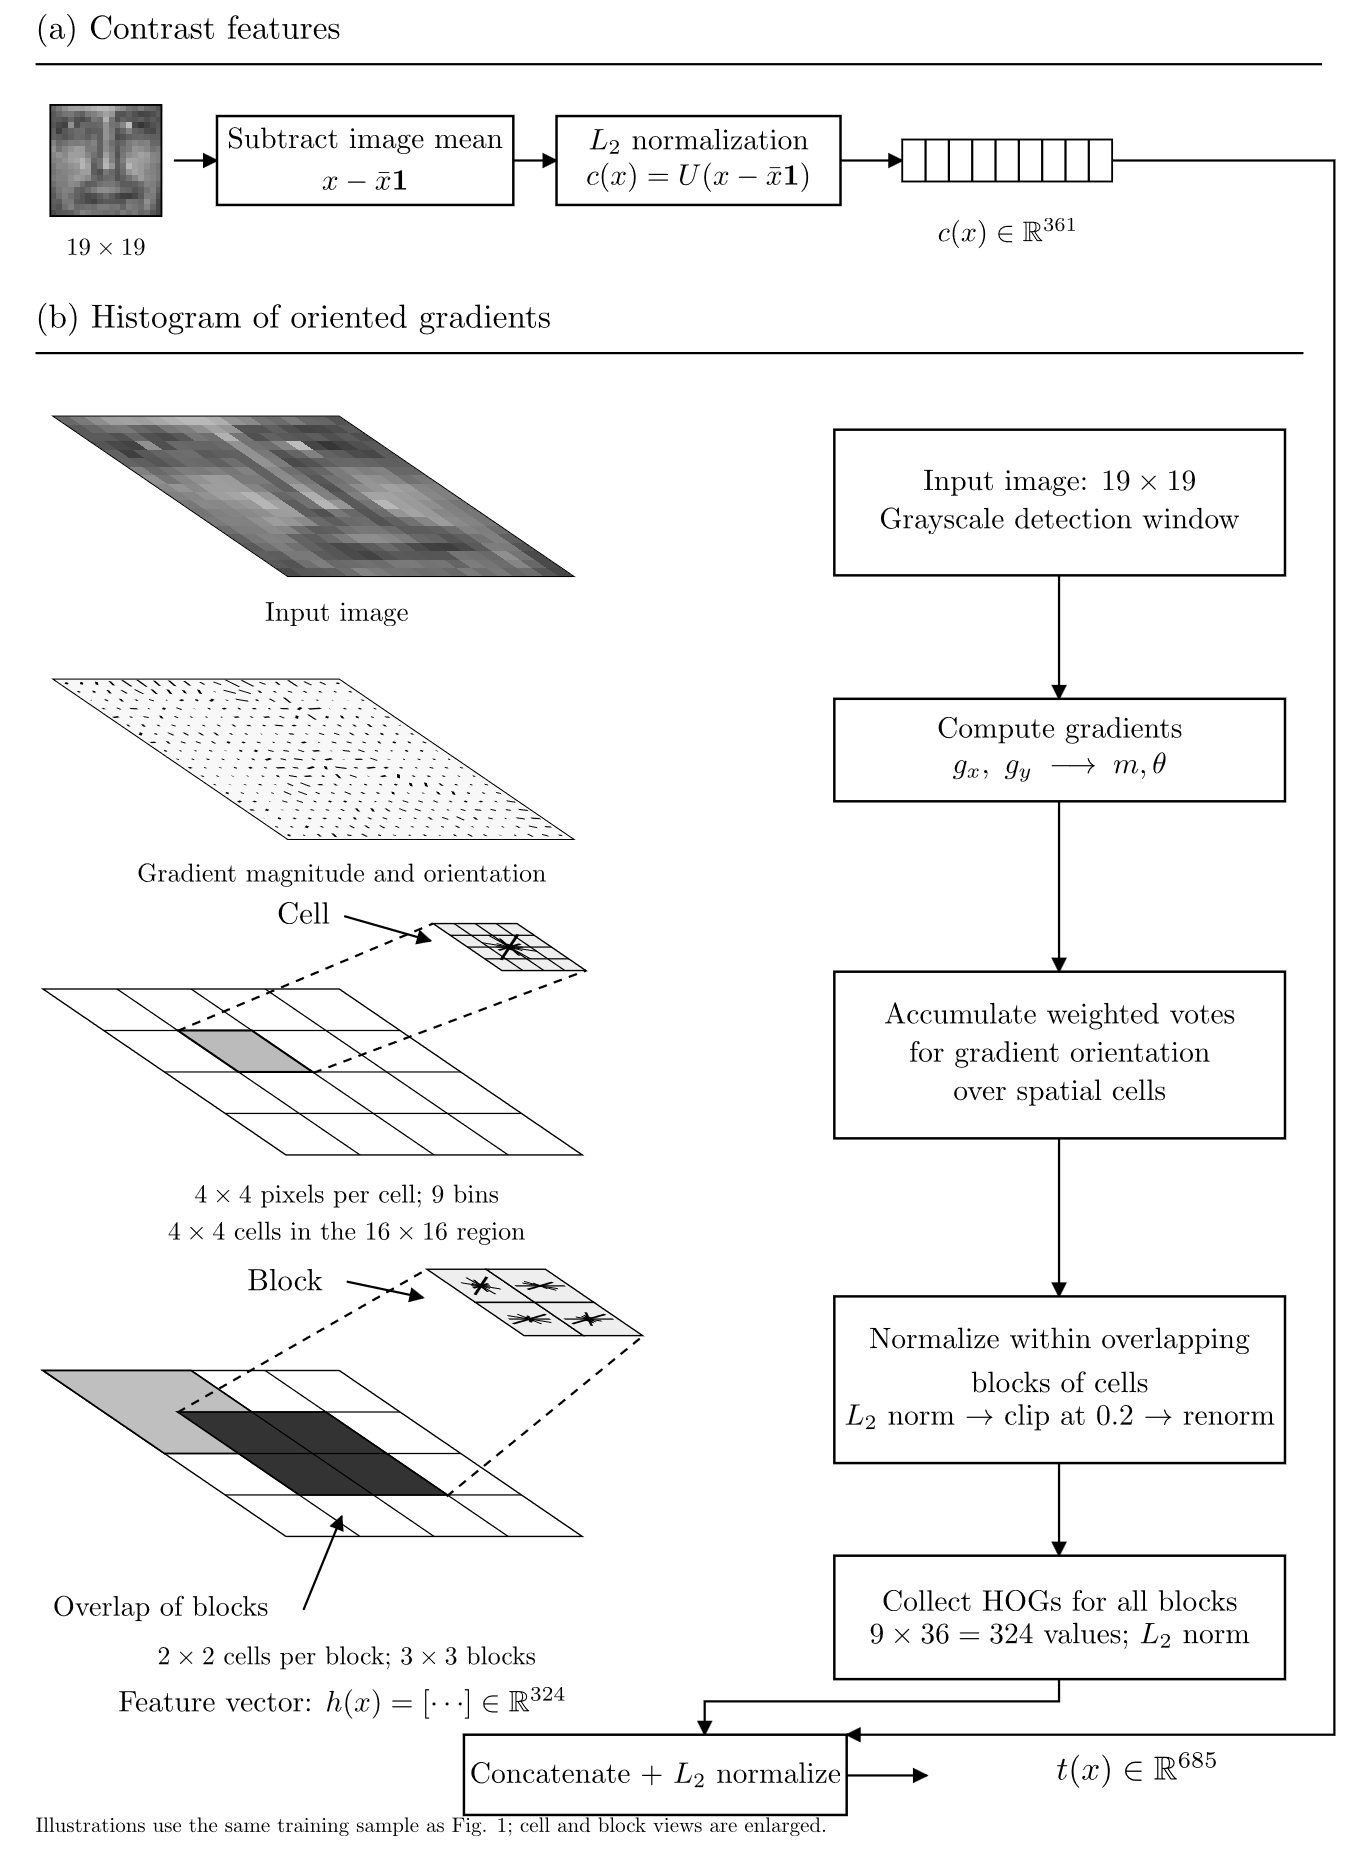 (a) Contrast features
Subtract image mean
x − x̄𝟏
L₂ normalization
c(x) = U(x − x̄𝟏)
19 × 19
c(x) ∈ ℝ³⁶¹
(b) Histogram of oriented gradients
Input image: 19 × 19
Grayscale detection window
Input image
Compute gradients
gₓ, g_y ⟶ m, θ
Gradient magnitude and orientation
Cell
Accumulate weighted votes
for gradient orientation
over spatial cells
4 × 4 pixels per cell; 9 bins
4 × 4 cells in the 16 × 16 region
Block
Normalize within overlapping
blocks of cells
L₂ norm → clip at 0.2 → renorm
Overlap of blocks
Collect HOGs for all blocks
9 × 36 = 324 values; L₂ norm
2 × 2 cells per block; 3 × 3 blocks
Feature vector: h(x) = [· · ·] ∈ ℝ³²⁴
Concatenate + L₂ normalize
t(x) ∈ ℝ⁶⁸⁵
Illustrations use the same training sample as Fig. 1; cell and block views are enlarged.